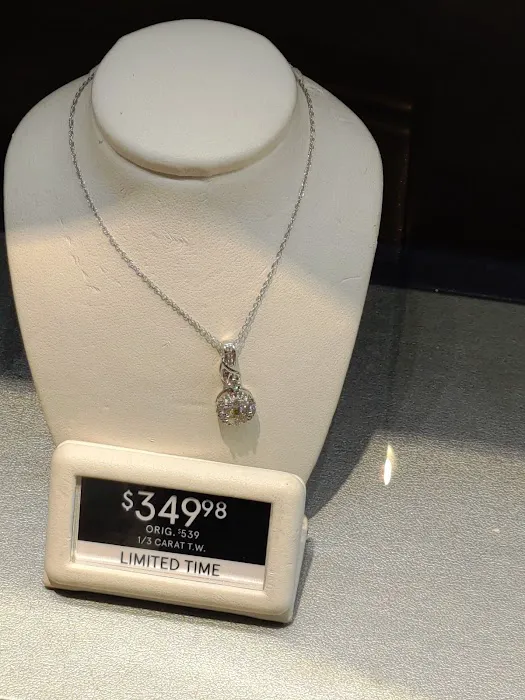 $349⁹⁸
ORIG. $539
1/3 CARAT T.W.
LIMITED TIME